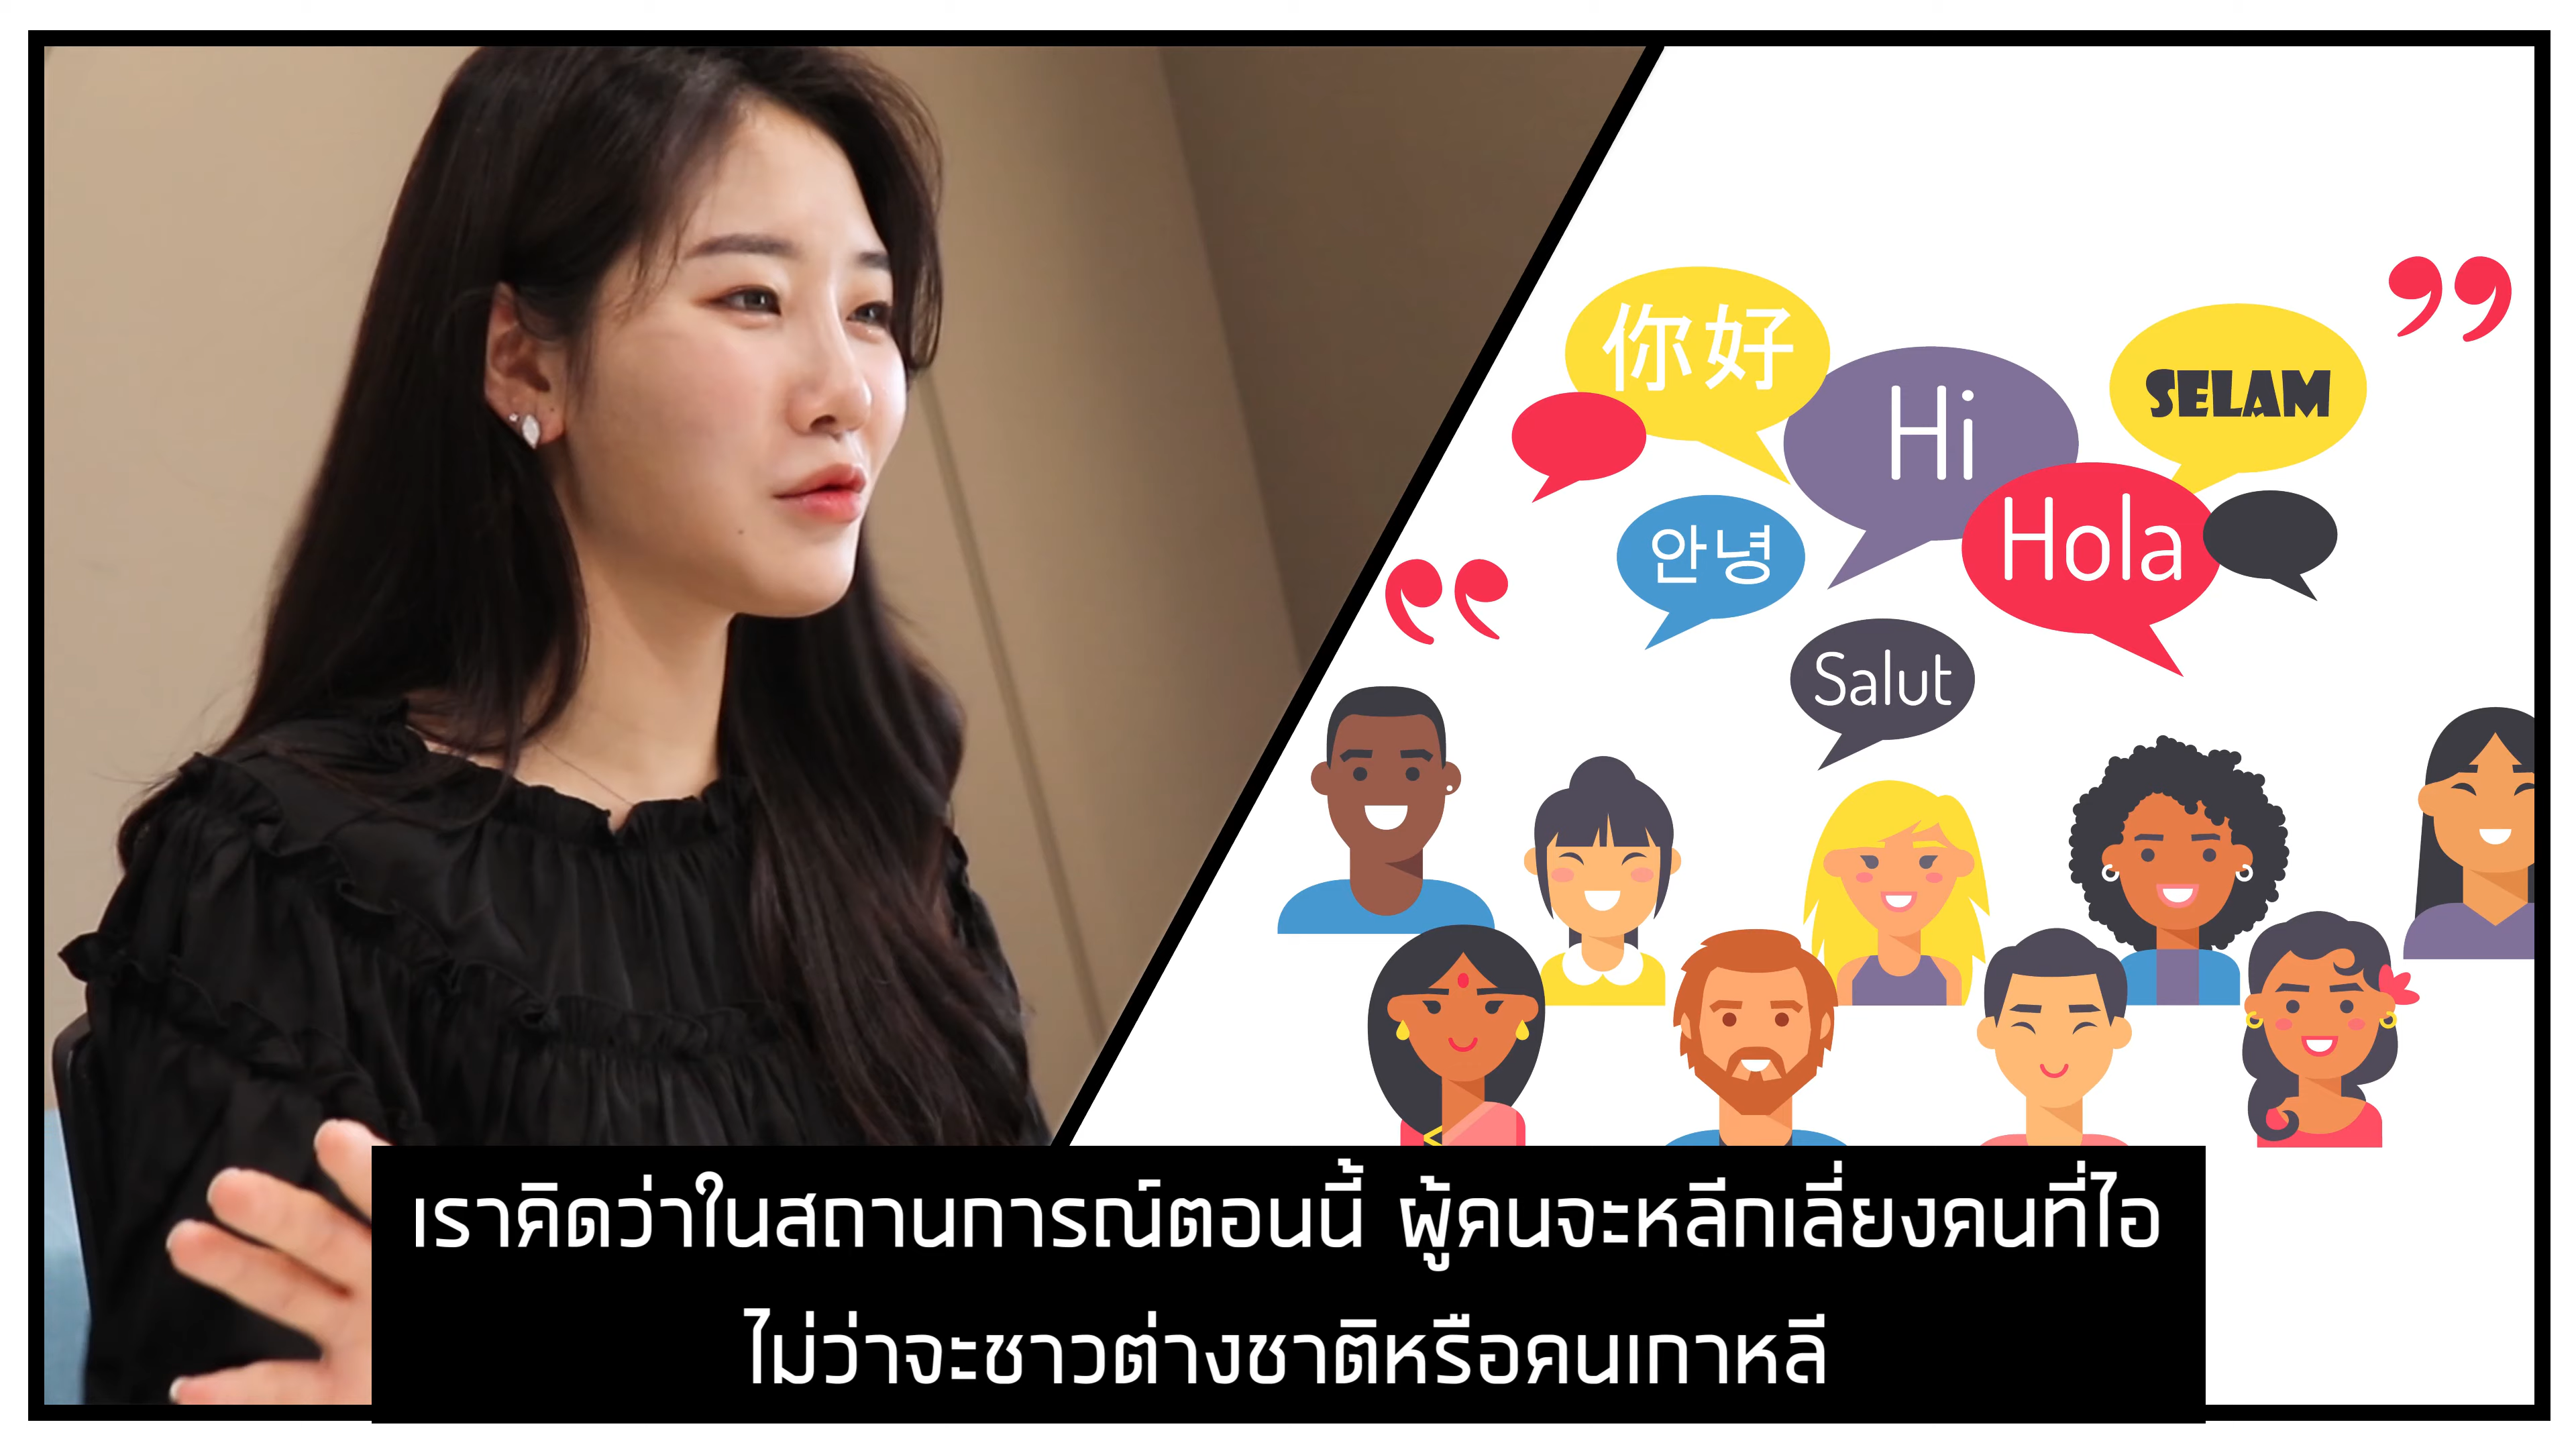 你好
Hi
SELAM
안녕
Hola
Salut
เราคิดว่าในสถานการณ์ตอนนี้ ผู้คนจะหลีกเลี่ยงคนที่ไอ
ไม่ว่าจะชาวต่างชาติหรือคนเกาหลี